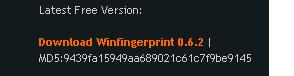 Latest Free Version:
Download Winfingerprint 0.6.2 |
MD5:9439fa15949aa689021c61c7f9be9145